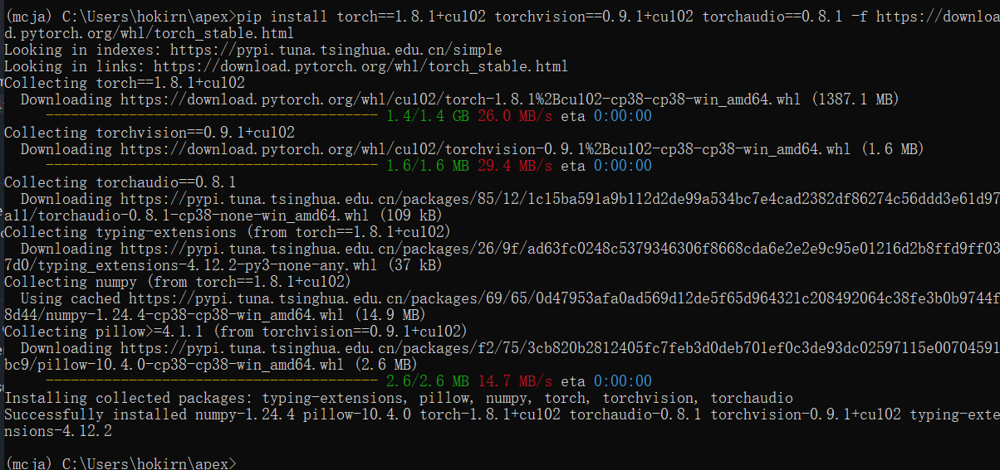 (mcja) C:\Users\hokirn\apex>pip install torch==1.8.1+cu102 torchvision==0.9.1+cu102 torchaudio==0.8.1 -f https://downloa
d.pytorch.org/whl/torch_stable.html
Looking in indexes: https://pypi.tuna.tsinghua.edu.cn/simple
Looking in links: https://download.pytorch.org/whl/torch_stable.html
Collecting torch==1.8.1+cu102
Downloading https://download.pytorch.org/whl/cu102/torch-1.8.1%2Bcu102-cp38-cp38-win_amd64.whl (1387.1 MB)
---------------------------------------- 1.4/1.4 GB 26.0 MB/s eta 0:00:00
Collecting torchvision==0.9.1+cu102
Downloading https://download.pytorch.org/whl/cu102/torchvision-0.9.1%2Bcu102-cp38-cp38-win_amd64.whl (1.6 MB)
---------------------------------------- 1.6/1.6 MB 29.4 MB/s eta 0:00:00
Collecting torchaudio==0.8.1
Downloading https://pypi.tuna.tsinghua.edu.cn/packages/85/12/1c15ba591a9b112d2de99a534bc7e4cad2382df86274c56ddd3e61d97
all/torchaudio-0.8.1-cp38-none-win_amd64.whl (109 kB)
Collecting typing-extensions (from torch==1.8.1+cu102)
Downloading https://pypi.tuna.tsinghua.edu.cn/packages/26/9f/ad63fc0248c5379346306f8668cda6e2e2e9c95e01216d2b8ffd9ff03
7d0/typing_extensions-4.12.2-py3-none-any.whl (37 kB)
Collecting numpy (from torch==1.8.1+cu102)
Using cached https://pypi.tuna.tsinghua.edu.cn/packages/69/65/0d47953afa0ad569d12de5f65d964321c208492064c38fe3b0b9744f
8d44/numpy-1.24.4-cp38-cp38-win_amd64.whl (14.9 MB)
Collecting pillow>=4.1.1 (from torchvision==0.9.1+cu102)
Downloading https://pypi.tuna.tsinghua.edu.cn/packages/f2/75/3cb820b2812405fc7feb3d0deb701ef0c3de93dc02597115e00704591
bc9/pillow-10.4.0-cp38-cp38-win_amd64.whl (2.6 MB)
---------------------------------------- 2.6/2.6 MB 14.7 MB/s eta 0:00:00
Installing collected packages: typing-extensions, pillow, numpy, torch, torchvision, torchaudio
Successfully installed numpy-1.24.4 pillow-10.4.0 torch-1.8.1+cu102 torchaudio-0.8.1 torchvision-0.9.1+cu102 typing-exte
nsions-4.12.2
(mcja) C:\Users\hokirn\apex>